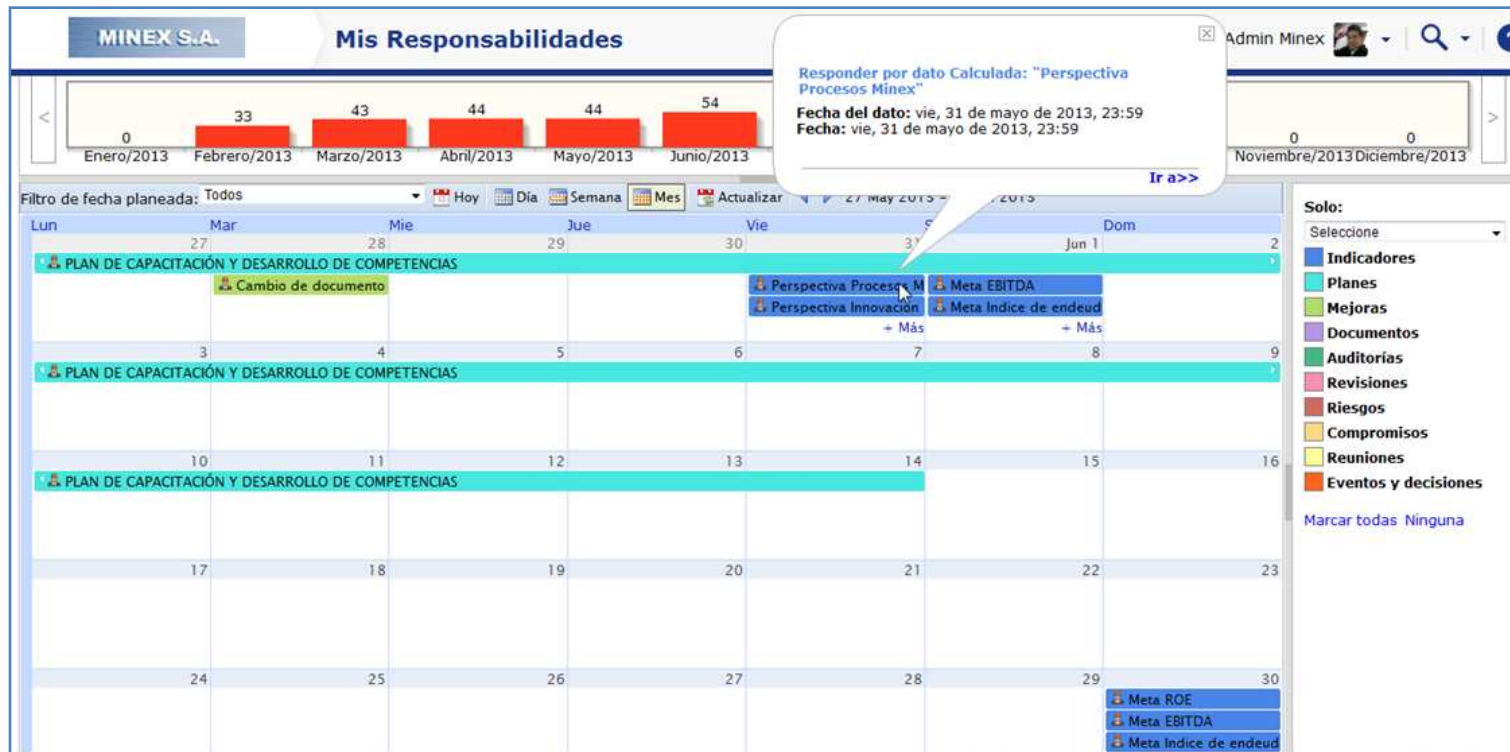 MINEX S.A.
Mis Responsabilidades
Admin Minex
Responder por dato Calculada: "Perspectiva
Procesos Minex"
Fecha del dato: vie, 31 de mayo de 2013, 23:59
Fecha: vie, 31 de mayo de 2013, 23:59
Ir a>>
< 0 33 43 44 44 54 0 0 >
Enero/2013 Febrero/2013 Marzo/2013 Abril/2013 Mayo/2013 Junio/2013 Noviembre/2013 Diciembre/2013
Filtro de fecha planeada: Todos Hoy Día Semana Mes Actualizar 27 May 2013 2013
Lun Mar Mie Jue Vie S Dom
27 28 29 30 31 Jun 1 2
PLAN DE CAPACITACIÓN Y DESARROLLO DE COMPETENCIAS
Cambio de documento Perspectiva Procesos M Meta EBITDA
Perspectiva Innovación Meta Indice de endeud
+ Más + Más
3 4 5 6 7 8 9
PLAN DE CAPACITACIÓN Y DESARROLLO DE COMPETENCIAS
10 11 12 13 14 15 16
PLAN DE CAPACITACIÓN Y DESARROLLO DE COMPETENCIAS
17 18 19 20 21 22 23
24 25 26 27 28 29 30
Meta ROE
Meta EBITDA
Meta Indice de endeud
Solo:
Seleccione
Indicadores
Planes
Mejoras
Documentos
Auditorías
Revisiones
Riesgos
Compromisos
Reuniones
Eventos y decisiones
Marcar todas Ninguna